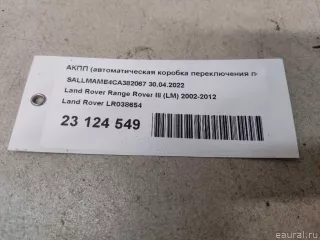 АКПП (автоматическая коробка переключения п
SALLMAME4CA382067 30.04.2022
Land Rover Range Rover III (LM) 2002-2012
Land Rover LR038654
23 124 549
eaural.ru